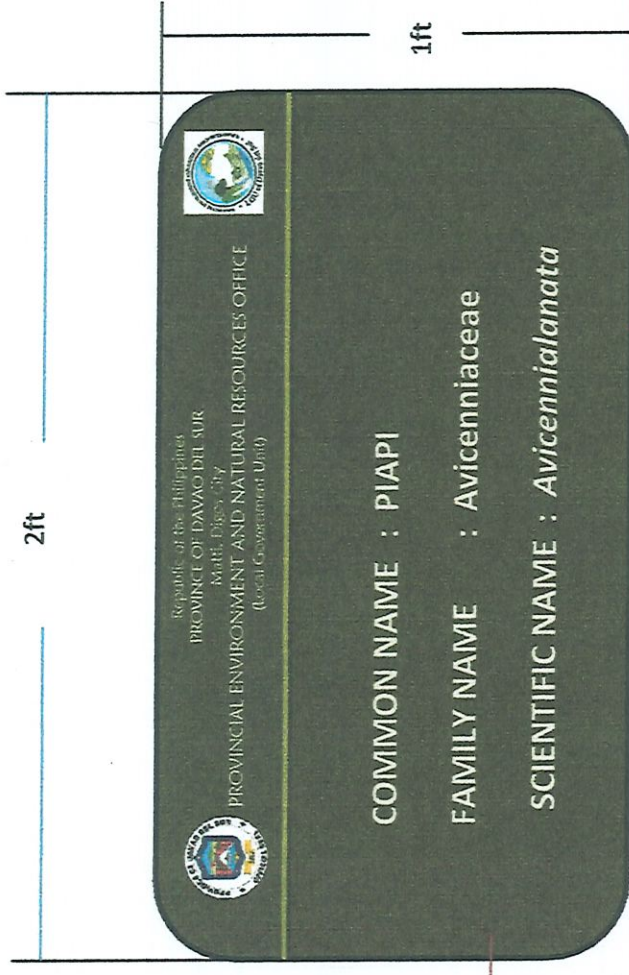 2ft
1ft
Republic of the Philippines
PROVINCE OF DAVAO DEL SUR
Matti, Digos City
PROVINCIAL ENVIRONMENT AND NATURAL RESOURCES OFFICE
(Local Government Unit)
COMMON NAME : PIAPI
FAMILY NAME : Avicenniaceae
SCIENTIFIC NAME : Avicennialanata